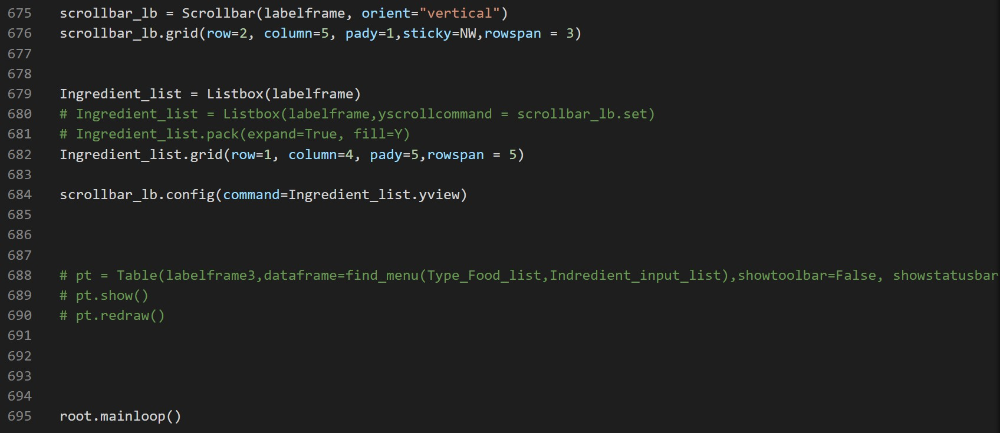 675 scrollbar_lb = Scrollbar(labelframe, orient="vertical")
676 scrollbar_lb.grid(row=2, column=5, pady=1,sticky=NW,rowspan = 3)
677
678
679 Ingredient_list = Listbox(labelframe)
680 # Ingredient_list = Listbox(labelframe,yscrollcommand = scrollbar_lb.set)
681 # Ingredient_list.pack(expand=True, fill=Y)
682 Ingredient_list.grid(row=1, column=4, pady=5,rowspan = 5)
683
684 scrollbar_lb.config(command=Ingredient_list.yview)
685
686
687
688 # pt = Table(labelframe3,dataframe=find_menu(Type_Food_list,Indredient_input_list),showtoolbar=False, showstatusbar
689 # pt.show()
690 # pt.redraw()
691
692
693
694
695 root.mainloop()